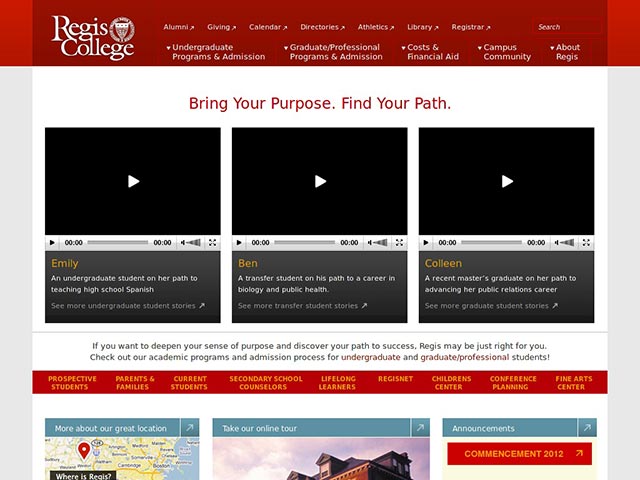 Regis College
Alumni Giving Calendar Directories Athletics Library Registrar Search
Undergraduate Programs & Admission
Graduate/Professional Programs & Admission
Costs & Financial Aid
Campus Community
About Regis
Bring Your Purpose. Find Your Path.
00:00 00:00 00:00 00:00 00:00 00:00
Emily
An undergraduate student on her path to
teaching high school Spanish
See more undergraduate student stories
Ben
A transfer student on his path to a career in
biology and public health.
See more transfer student stories
Colleen
A recent master's graduate on her path to
advancing her public relations career
See more graduate student stories
If you want to deepen your sense of purpose and discover your path to success, Regis may be just right for you.
Check out our academic programs and admission process for undergraduate and graduate/professional students!
PROSPECTIVE STUDENTS
PARENTS & FAMILIES
CURRENT STUDENTS
SECONDARY SCHOOL COUNSELORS
LIFELONG LEARNERS
REGISNET
CHILDRENS CENTER
CONFERENCE PLANNING
FINE ARTS CENTER
More about our great location
Where is Regis?
Take our online tour
Announcements
COMMENCEMENT 2012